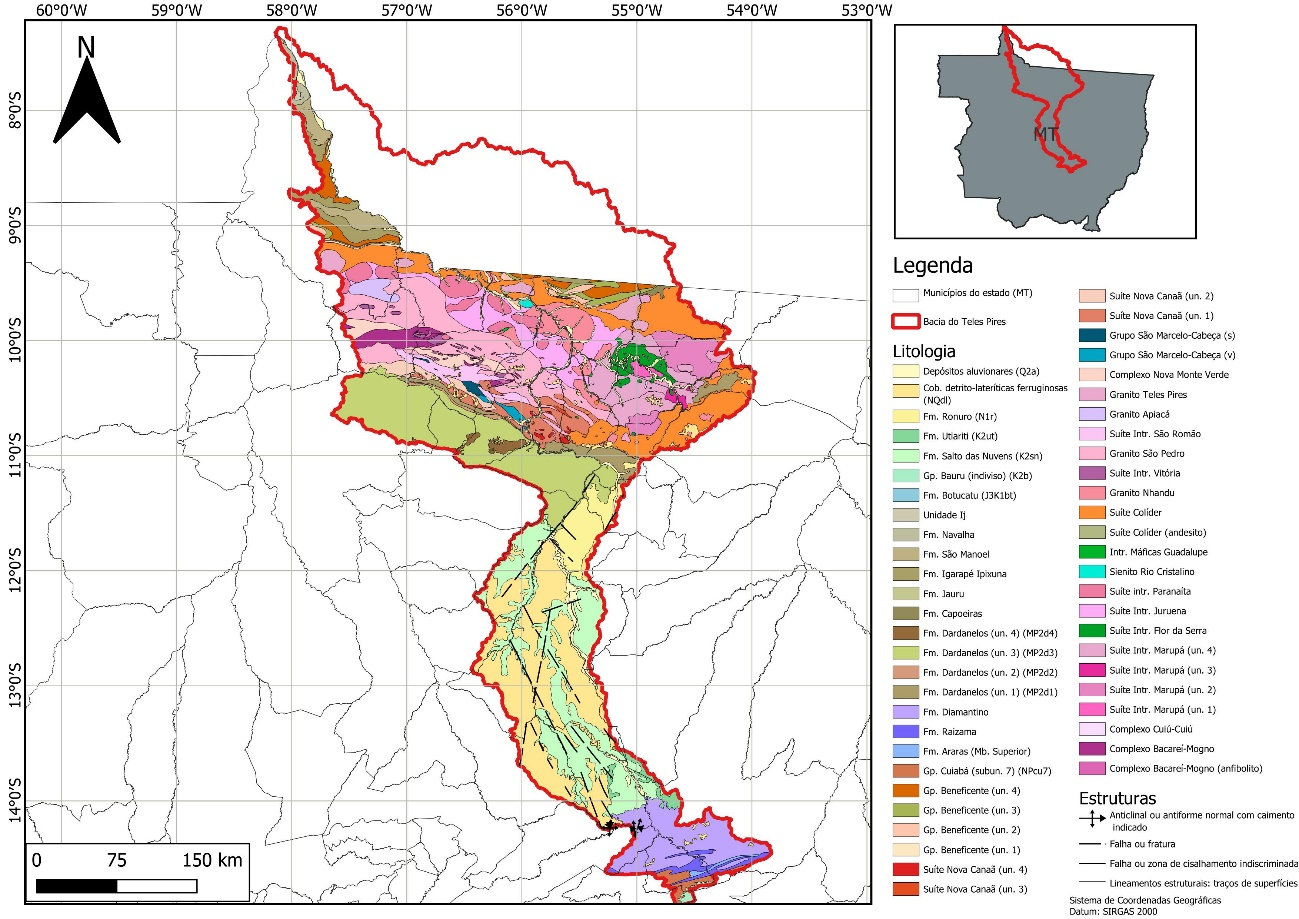 60°0'W 59°0'W 58°0'W 57°0'W 56°0'W 55°0'W 54°0'W 53°0'W
N
8°0'S
9°0'S
10°0'S
11°0'S
12°0'S
13°0'S
14°0'S
0 75 150 km
MT
Legenda
Municípios do estado (MT)
Bacia do Teles Pires
Litologia
Depósitos aluvionares (Q2a)
Cob. detrito-lateríticas ferruginosas
(NQdl)
Fm. Ronuro (N1r)
Fm. Utiariti (K2ut)
Fm. Salto das Nuvens (K2sn)
Gp. Bauru (indiviso) (K2b)
Fm. Botucatu (J3K1bt)
Unidade Ij
Fm. Navalha
Fm. São Manoel
Fm. Igarapé Ipixuna
Fm. Jauru
Fm. Capoeiras
Fm. Dardanelos (un. 4) (MP2d4)
Fm. Dardanelos (un. 3) (MP2d3)
Fm. Dardanelos (un. 2) (MP2d2)
Fm. Dardanelos (un. 1) (MP2d1)
Fm. Diamantino
Fm. Raizama
Fm. Araras (Mb. Superior)
Gp. Cuiabá (subun. 7) (NPcu7)
Gp. Beneficente (un. 4)
Gp. Beneficente (un. 3)
Gp. Beneficente (un. 2)
Gp. Beneficente (un. 1)
Suíte Nova Canaã (un. 4)
Suíte Nova Canaã (un. 3)
Suíte Nova Canaã (un. 2)
Suíte Nova Canaã (un. 1)
Grupo São Marcelo-Cabeça (s)
Grupo São Marcelo-Cabeça (v)
Complexo Nova Monte Verde
Granito Teles Pires
Granito Apiacá
Suíte Intr. São Romão
Granito São Pedro
Suíte Intr. Vitória
Granito Nhandu
Suíte Colíder
Suíte Colíder (andesito)
Intr. Máficas Guadalupe
Sienito Rio Cristalino
Suíte intr. Paranaíta
Suíte Intr. Juruena
Suíte Intr. Flor da Serra
Suíte Intr. Marupá (un. 4)
Suíte Intr. Marupá (un. 3)
Suíte Intr. Marupá (un. 2)
Suíte Intr. Marupá (un. 1)
Complexo Cuiú-Cuiú
Complexo Bacareí-Mogno
Complexo Bacareí-Mogno (anfibolito)
Estruturas
Anticlinal ou antiforme normal com caimento
indicado
Falha ou fratura
Falha ou zona de cisalhamento indiscriminada
Lineamentos estruturais: traços de superfícies
Sistema de Coordenadas Geográficas
Datum: SIRGAS 2000